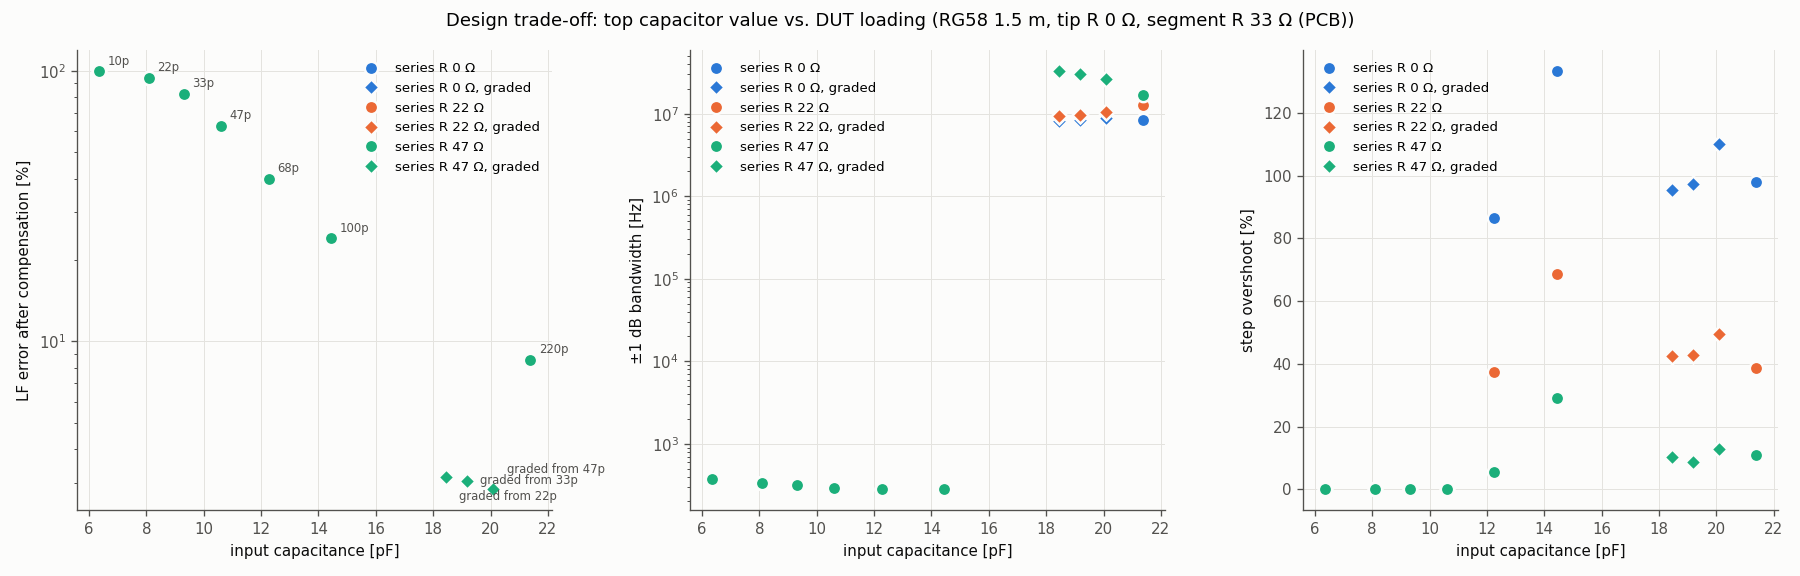 Design trade-off: top capacitor value vs. DUT loading (RG58 1.5 m, tip R 0 Ω, segment R 33 Ω (PCB))
LF error after compensation [%]
10²
10¹
10p
22p
33p
47p
68p
100p
220p
graded from 47p
graded from 33p
graded from 22p
series R 0 Ω
series R 0 Ω, graded
series R 22 Ω
series R 22 Ω, graded
series R 47 Ω
series R 47 Ω, graded
6 8 10 12 14 16 18 20 22
input capacitance [pF]
±1 dB bandwidth [Hz]
10⁷
10⁶
10⁵
10⁴
10³
series R 0 Ω
series R 0 Ω, graded
series R 22 Ω
series R 22 Ω, graded
series R 47 Ω
series R 47 Ω, graded
6 8 10 12 14 16 18 20 22
input capacitance [pF]
step overshoot [%]
120
100
80
60
40
20
0
series R 0 Ω
series R 0 Ω, graded
series R 22 Ω
series R 22 Ω, graded
series R 47 Ω
series R 47 Ω, graded
6 8 10 12 14 16 18 20 22
input capacitance [pF]